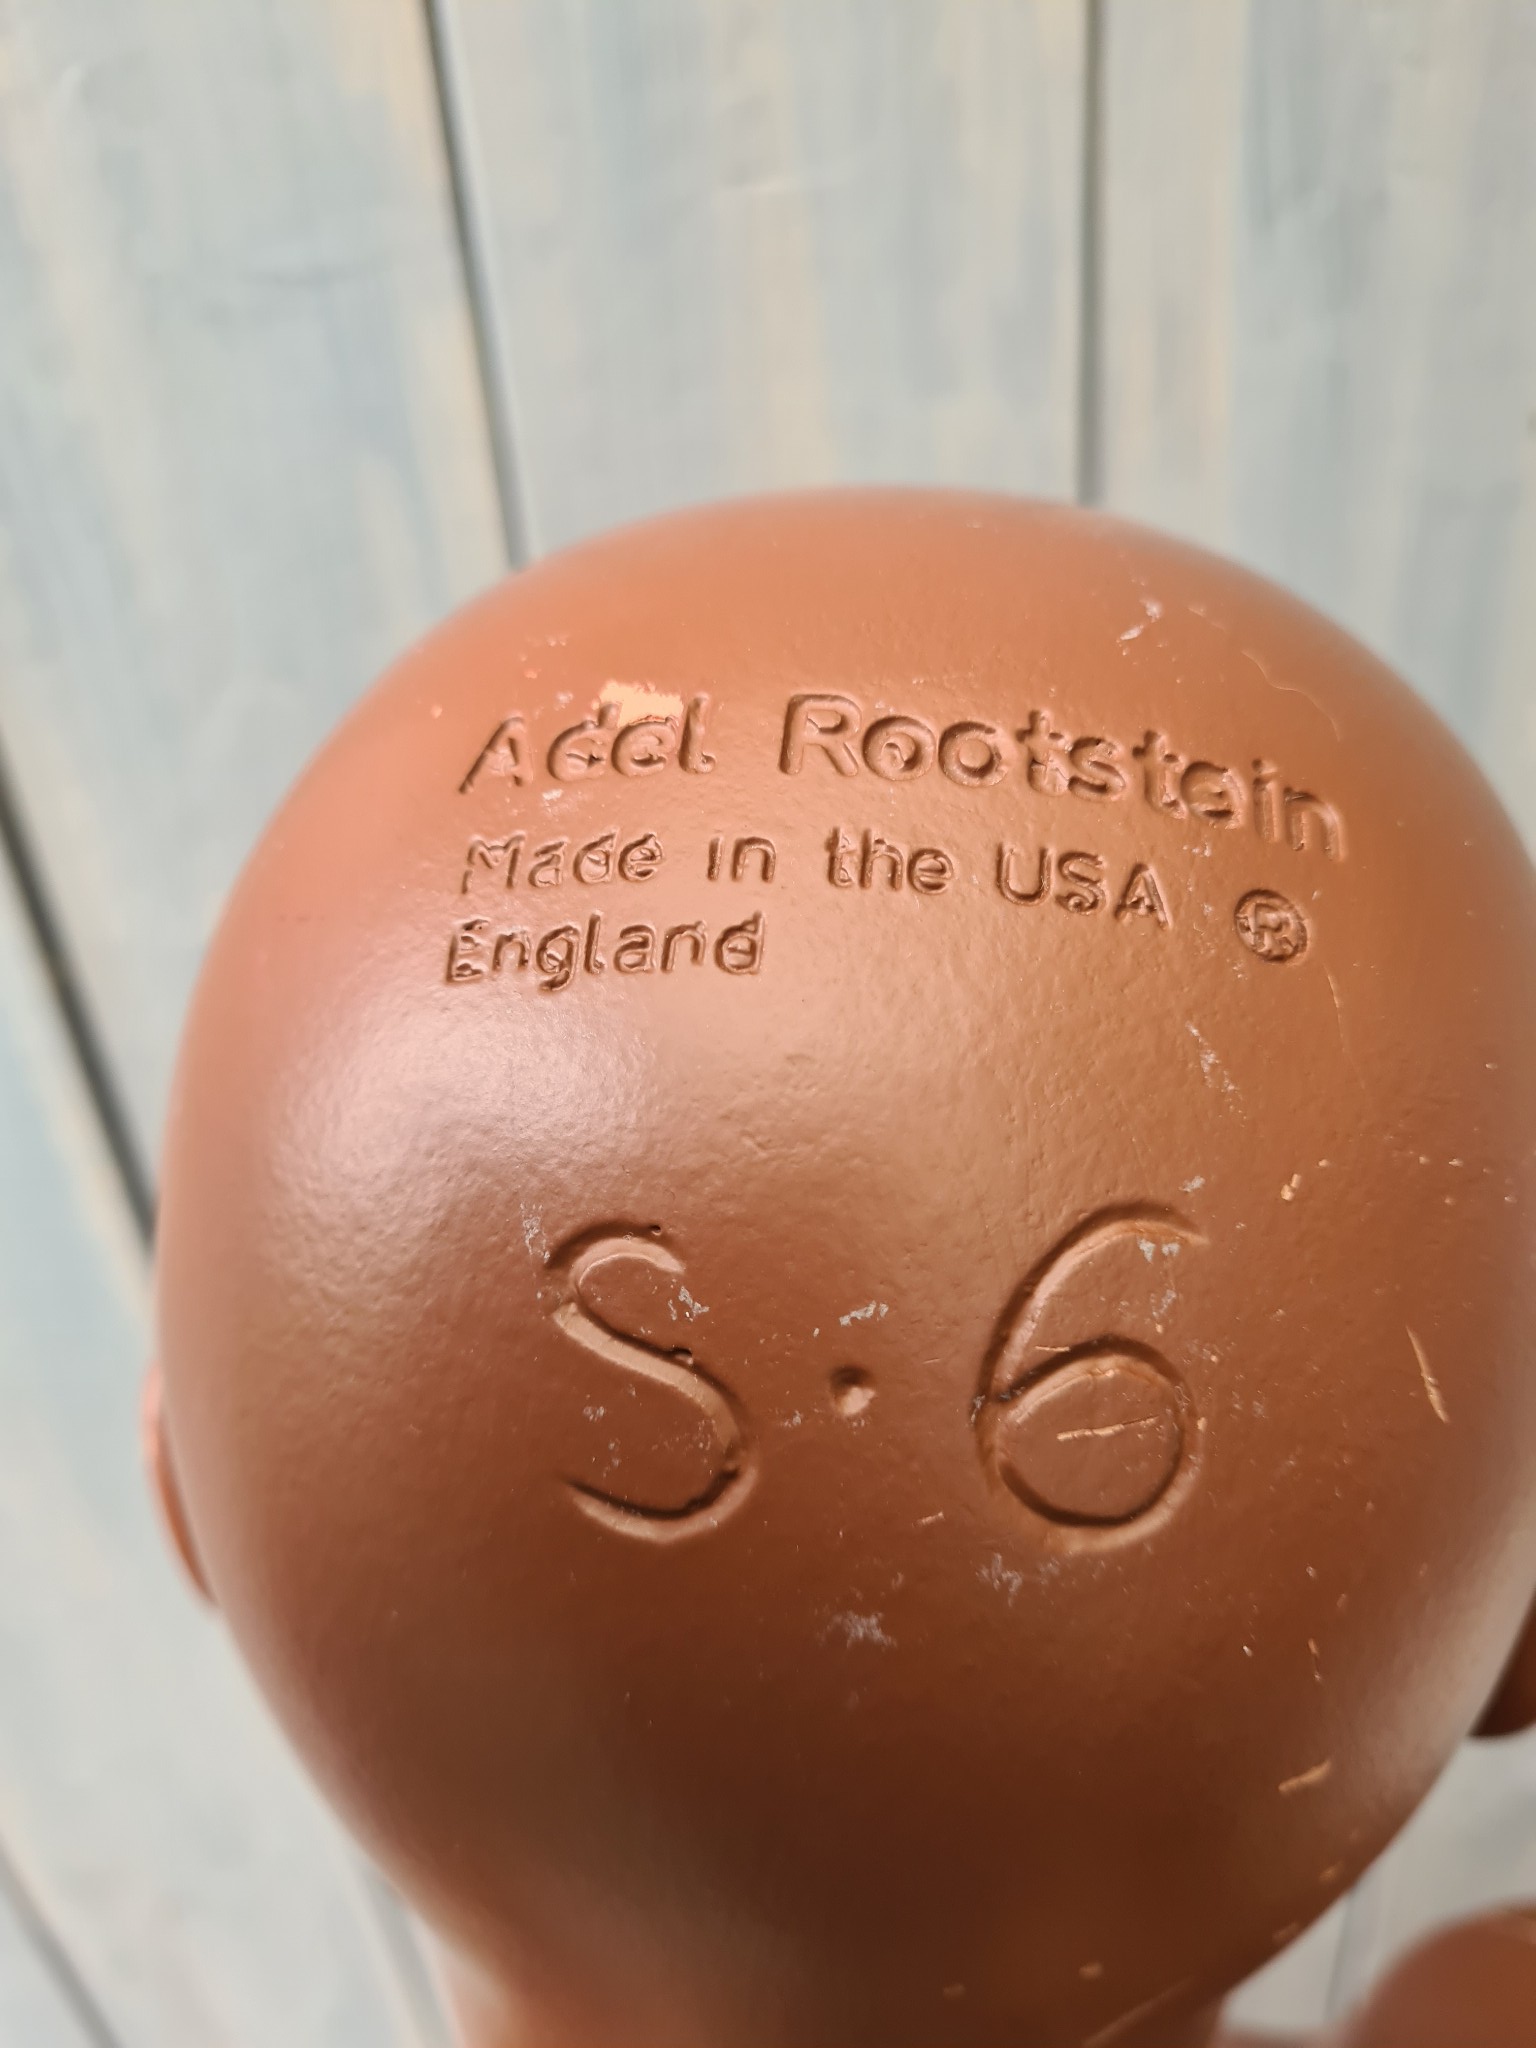 Adel Rootstein
Made in the USA ®
England
S·6